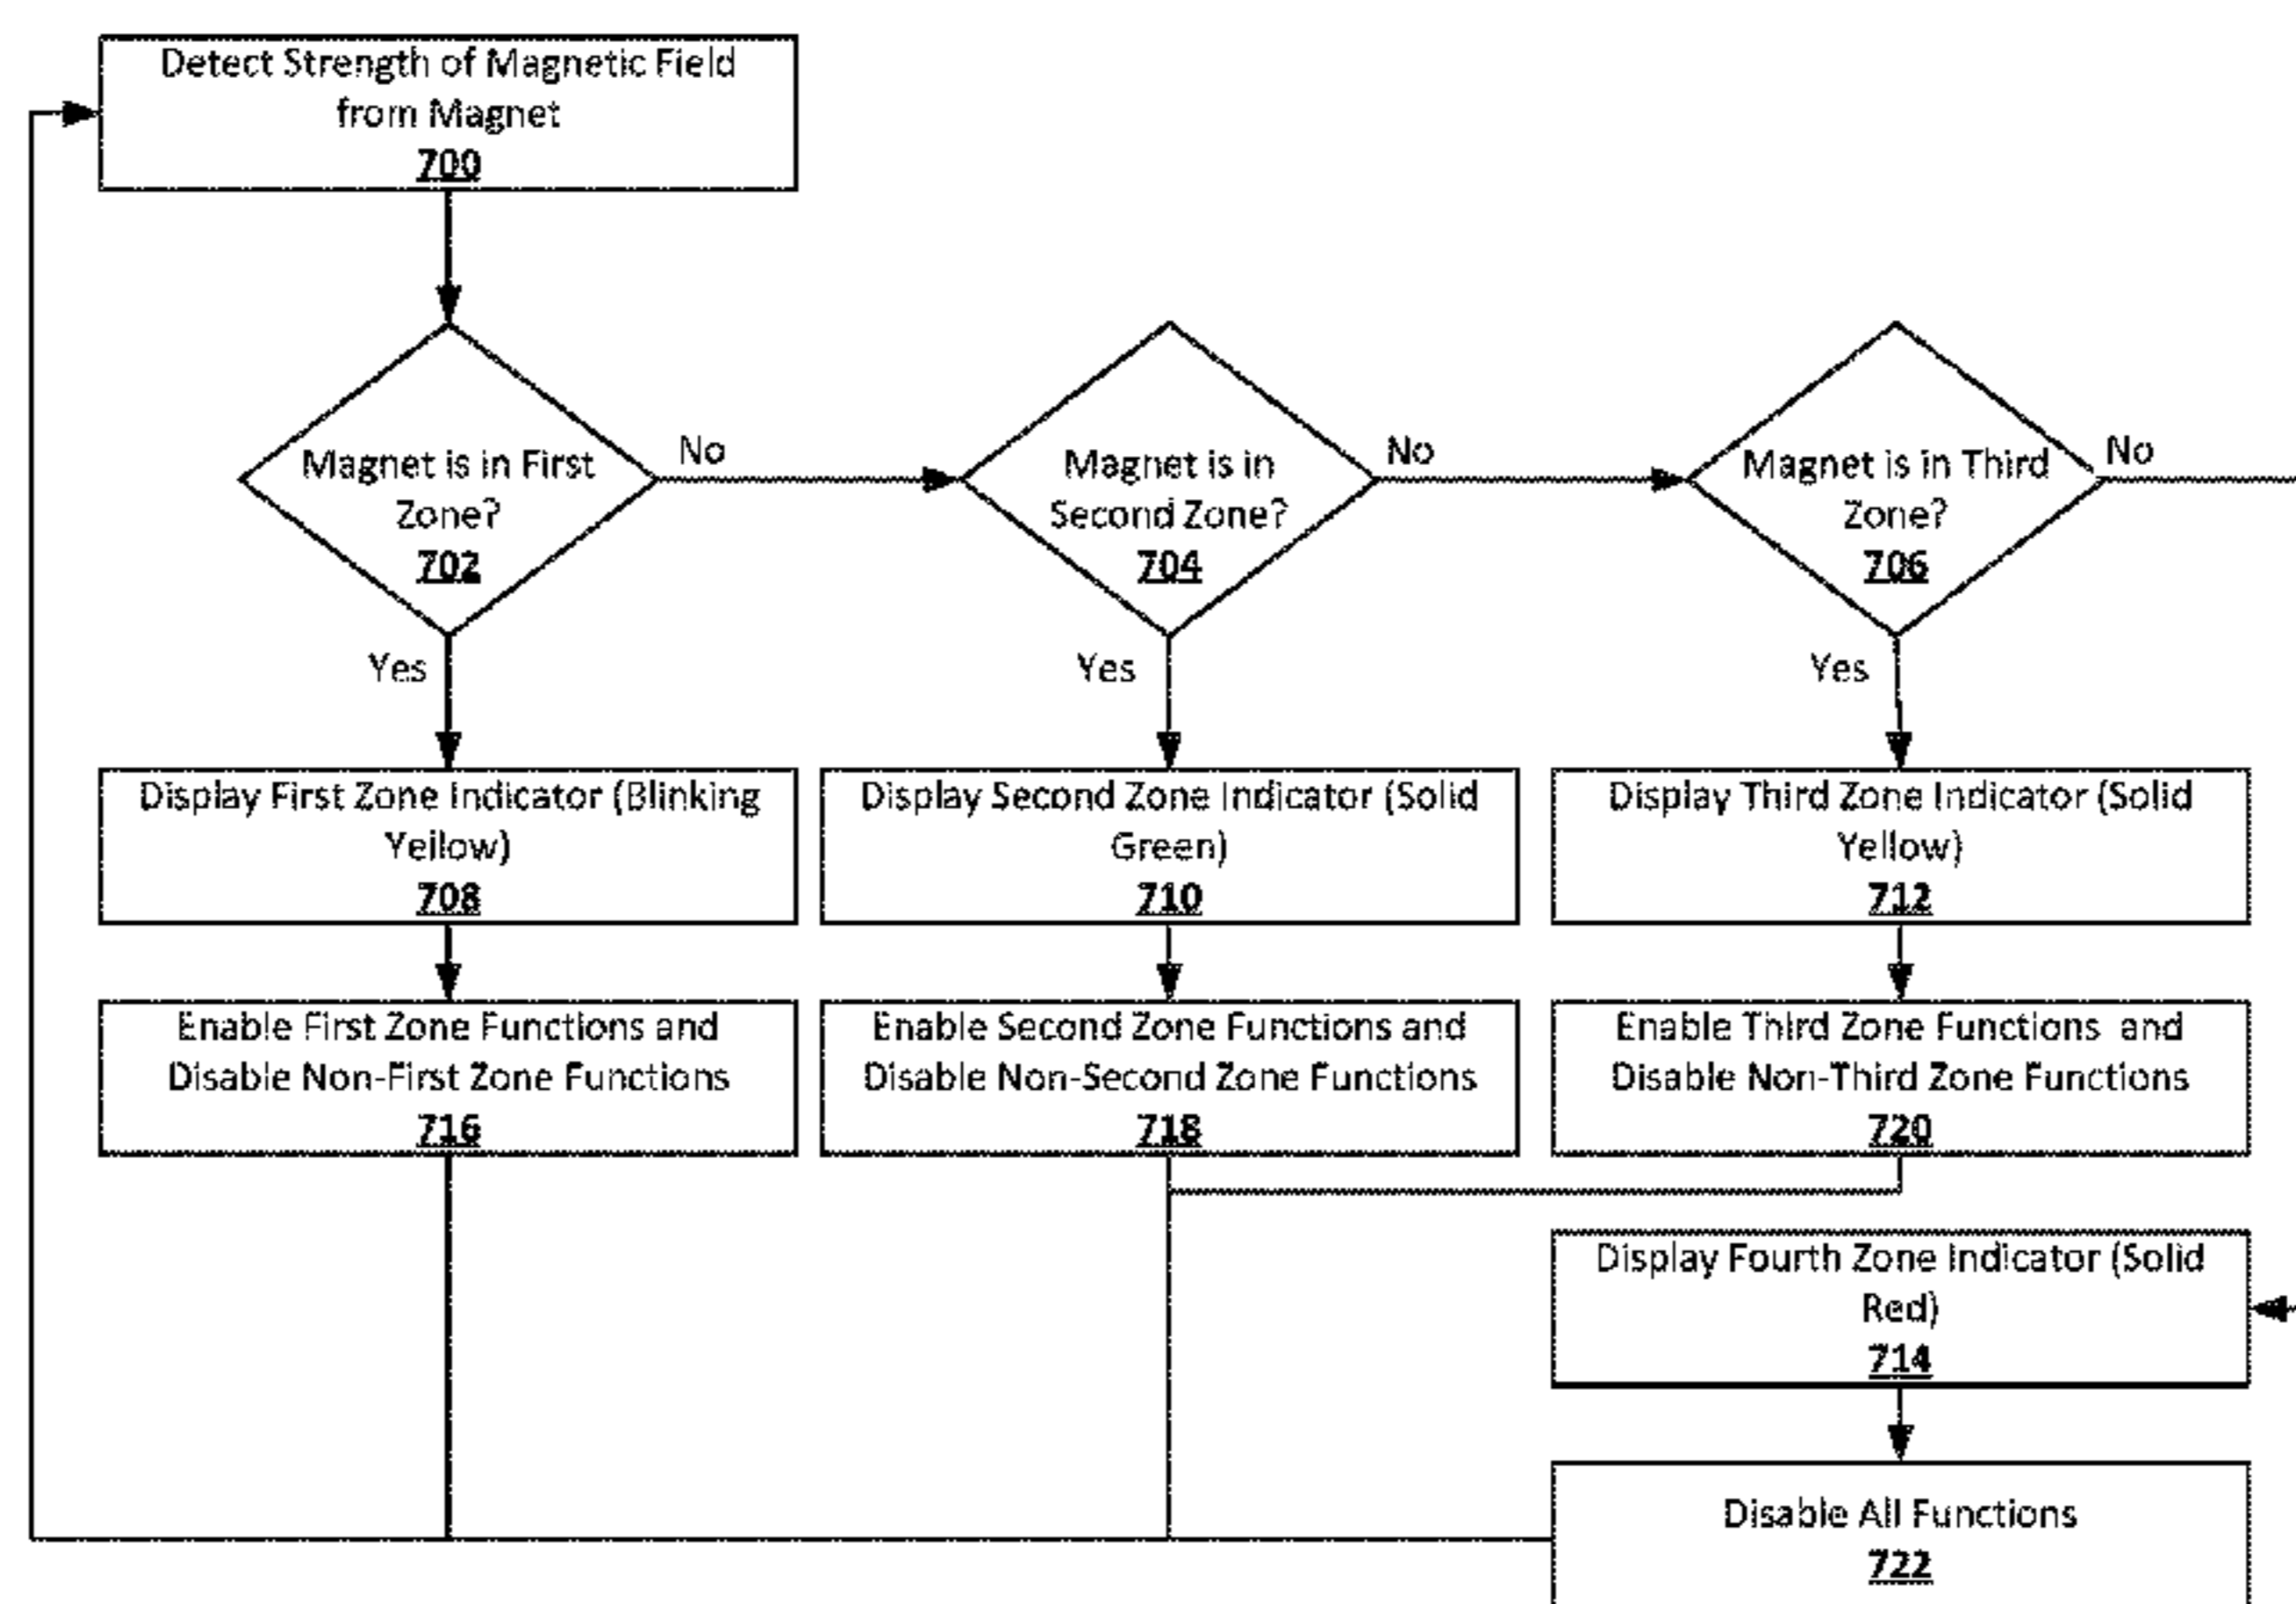 Detect Strength of Magnetic Field
from Magnet
700
Magnet is in First
Zone?
702
No
Magnet is in
Second Zone?
704
No
Magnet is in Third
Zone?
706
No
Yes
Yes
Yes
Display First Zone Indicator (Blinking
Yellow)
708
Display Second Zone Indicator (Solid
Green)
710
Display Third Zone Indicator (Solid
Yellow)
712
Enable First Zone Functions and
Disable Non-First Zone Functions
716
Enable Second Zone Functions and
Disable Non-Second Zone Functions
718
Enable Third Zone Functions and
Disable Non-Third Zone Functions
720
Display Fourth Zone Indicator (Solid
Red)
714
Disable All Functions
722